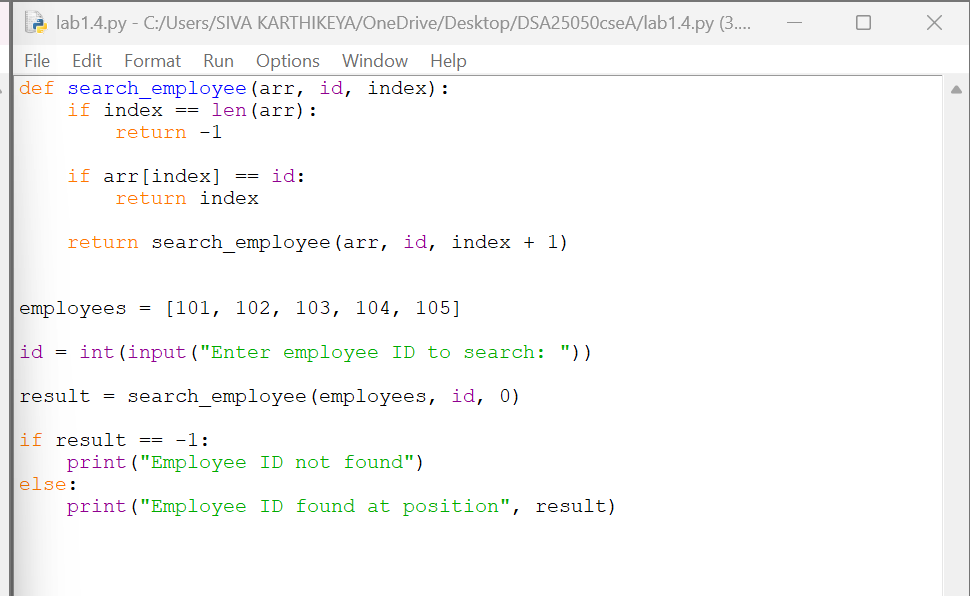 lab1.4.py - C:/Users/SIVA KARTHIKEYA/OneDrive/Desktop/DSA25050cseA/lab1.4.py (3....
File Edit Format Run Options Window Help
def search_employee(arr, id, index):
    if index == len(arr):
        return -1

    if arr[index] == id:
        return index

    return search_employee(arr, id, index + 1)


employees = [101, 102, 103, 104, 105]

id = int(input("Enter employee ID to search: "))

result = search_employee(employees, id, 0)

if result == -1:
    print("Employee ID not found")
else:
    print("Employee ID found at position", result)